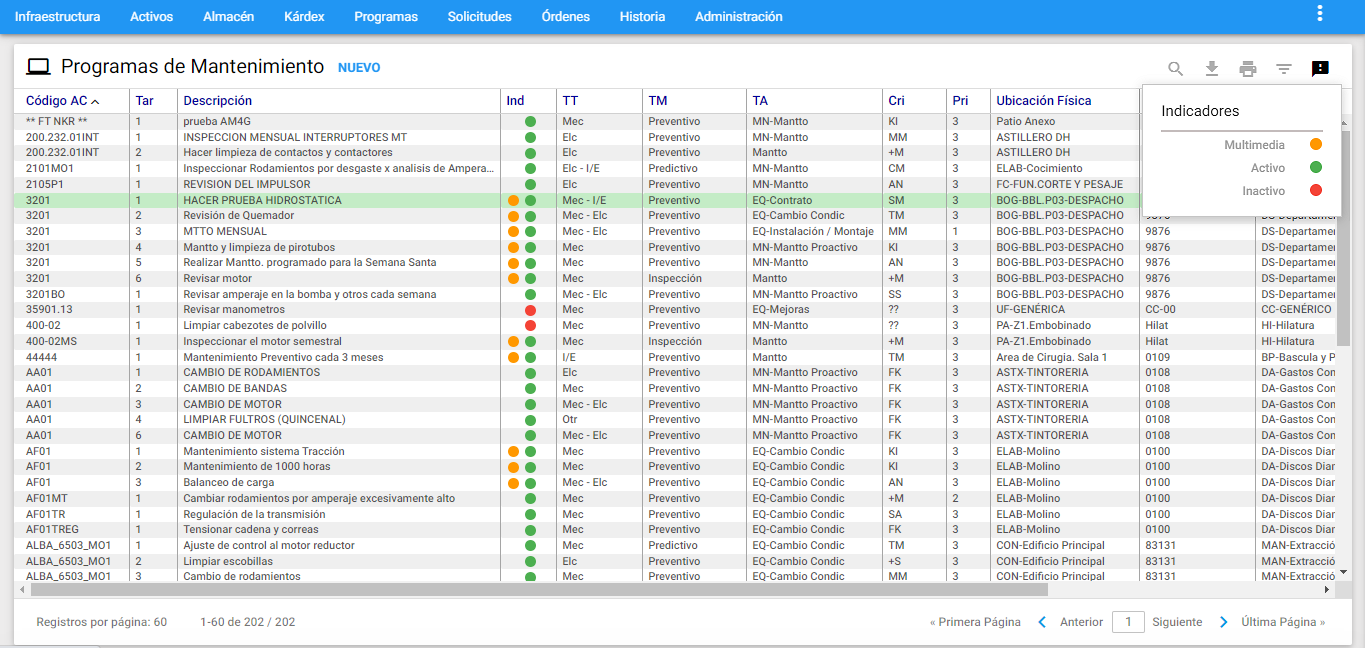 Infraestructura Activos Almacén Kárdex Programas Solicitudes Órdenes Historia Administración
Programas de Mantenimiento NUEVO
Indicadores
Multimedia
Activo
Inactivo
Código AC Tar Descripción Ind TT TM TA Cri Pri Ubicación Física
** FT NKR ** 1 prueba AM4G Mec Preventivo MN-Mantto KI 3 Patio Anexo
200.232.01INT 1 INSPECCION MENSUAL INTERRUPTORES MT Elc Preventivo MN-Mantto MM 3 ASTILLERO DH
200.232.01INT 2 Hacer limpieza de contactos y contactores Elc Preventivo Mantto +M 3 ASTILLERO DH
2101MO1 1 Inspeccionar Rodamientos por desgaste x analisis de Ampera... Elc - I/E Predictivo MN-Mantto CM 3 ELAB-Cocimiento
2105P1 1 REVISION DEL IMPULSOR Elc Preventivo MN-Mantto AN 3 FC-FUN.CORTE Y PESAJE
3201 1 HACER PRUEBA HIDROSTATICA Mec - I/E Preventivo EQ-Contrato SM 3 BOG-BBL.P03-DESPACHO
3201 2 Revisión de Quemador Mec - Elc Preventivo EQ-Cambio Condic TM 3 BOG-BBL.P03-DESPACHO 9876 DS-Departamer
3201 3 MTTO MENSUAL Mec - Elc Preventivo EQ-Instalación / Montaje MM 1 BOG-BBL.P03-DESPACHO 9876 DS-Departamer
3201 4 Mantto y limpieza de pirotubos Mec Preventivo MN-Mantto Proactivo KI 3 BOG-BBL.P03-DESPACHO 9876 DS-Departamer
3201 5 Realizar Mantto. programado para la Semana Santa Mec Preventivo MN-Mantto AN 3 BOG-BBL.P03-DESPACHO 9876 DS-Departamer
3201 6 Revisar motor Mec Inspección Mantto +M 3 BOG-BBL.P03-DESPACHO 9876 DS-Departamer
3201BO 1 Revisar amperaje en la bomba y otros cada semana Mec - Elc Preventivo MN-Mantto Proactivo SS 3 BOG-BBL.P03-DESPACHO 9876 DS-Departamer
35901.13 1 Revisar manometros Mec Preventivo EQ-Mejoras ?? 3 UF-GENÉRICA CC-00 CC-GENÉRICO
400-02 1 Limpiar cabezotes de polvillo Mec Preventivo MN-Mantto ?? 3 PA-Z1.Embobinado Hilat HI-Hilatura
400-02MS 1 Inspeccionar el motor semestral Mec Inspección Mantto +M 3 PA-Z1.Embobinado Hilat HI-Hilatura
44444 1 Mantenimiento Preventivo cada 3 meses I/E Preventivo Mantto TM 3 Area de Cirugia. Sala 1 0109 BP-Bascula y P
AA01 1 CAMBIO DE RODAMIENTOS Elc Preventivo MN-Mantto Proactivo FK 3 ASTX-TINTORERIA 0108 DA-Gastos Con
AA01 2 CAMBIO DE BANDAS Mec Preventivo MN-Mantto Proactivo FK 3 ASTX-TINTORERIA 0108 DA-Gastos Con
AA01 3 CAMBIO DE MOTOR Mec - Elc Preventivo MN-Mantto Proactivo FK 3 ASTX-TINTORERIA 0108 DA-Gastos Con
AA01 4 LIMPIAR FULTROS (QUINCENAL) Otr Preventivo MN-Mantto Proactivo FK 3 ASTX-TINTORERIA 0108 DA-Gastos Con
AA01 6 CAMBIO DE MOTOR Mec - Elc Preventivo MN-Mantto Proactivo FK 3 ASTX-TINTORERIA 0108 DA-Gastos Con
AF01 1 Mantenimiento sistema Tracción Mec Preventivo EQ-Cambio Condic KI 3 ELAB-Molino 0100 DA-Discos Diar
AF01 2 Mantenimiento de 1000 horas Mec Preventivo EQ-Cambio Condic KI 3 ELAB-Molino 0100 DA-Discos Diar
AF01 3 Balanceo de carga Mec - Elc Preventivo EQ-Cambio Condic AN 3 ELAB-Molino 0100 DA-Discos Diar
AF01MT 1 Cambiar rodamientos por amperaje excesivamente alto Mec Preventivo EQ-Cambio Condic +M 2 ELAB-Molino 0100 DA-Discos Diar
AF01TR 1 Regulación de la transmisión Mec Preventivo EQ-Cambio Condic SA 3 ELAB-Molino 0100 DA-Discos Diar
AF01TREG 1 Tensionar cadena y correas Mec Preventivo EQ-Cambio Condic FK 3 ELAB-Molino 0100 DA-Discos Diar
ALBA_6503_MO1 1 Ajuste de control al motor reductor Mec Predictivo EQ-Cambio Condic TM 3 CON-Edificio Principal 83131 MAN-Extracció
ALBA_6503_MO1 2 Limpiar escobillas Elc Preventivo EQ-Cambio Condic +S 3 CON-Edificio Principal 83131 MAN-Extracció
ALBA_6503_MO1 3 Cambio de rodamientos Mec Preventivo EQ-Cambio Condic MM 3 CON-Edificio Principal 83131 MAN-Extracció
Registros por página: 60 1-60 de 202 / 202 « Primera Página Anterior 1 Siguiente Última Página »